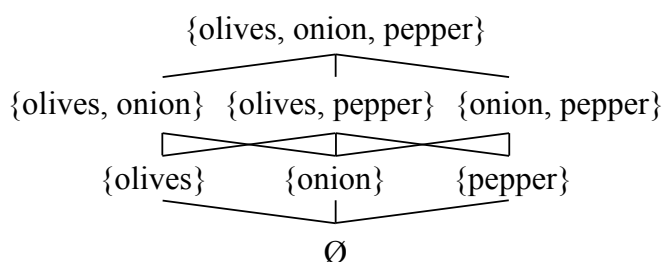 {olives, onion, pepper}
{olives, onion} {olives, pepper} {onion, pepper}
{olives} {onion} {pepper}
Ø